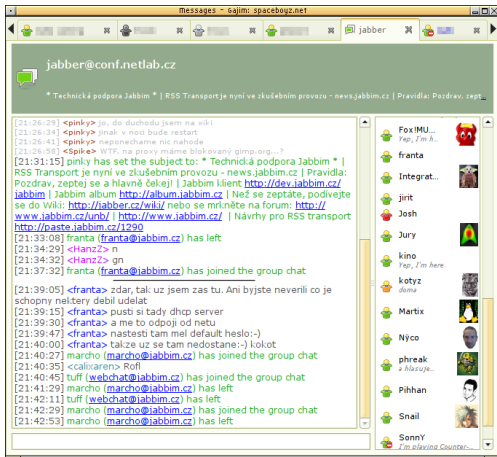 Messages - Gajim: spaceboyz.net
jabber
jabber@conf.netlab.cz
* Technická podpora Jabbim * | RSS Transport je nyní ve zkušebním provozu - news.jabbim.cz | Pravidla: Pozdrav, zept...
[21:26:29] <pinky> jo, do duchodu jsem na wiki
[21:26:34] <pinky> jinak v noci bude restart
[21:26:41] <pinky> neponechame nic nahode
[21:26:58] <Spike> WTF, na proxy máme blokovaný gimp.org...?
[21:31:15] pinky has set the subject to: * Technická podpora Jabbim * |
RSS Transport je nyní ve zkušebním provozu - news.jabbim.cz | Pravidla:
Pozdrav, zeptej se a hlavně čekej! | Jabbim klient http://dev.jabbim.cz/
jabbim | Jabbim album http://album.jabbim.cz | Než se zeptáte, podívejte
se do Wiki: http://jabber.cz/wiki/ nebo se mrkněte na forum: http://
www.jabbim.cz/unb/ | http://www.jabbim.cz/ | Návrhy pro RSS transport
http://paste.jabbim.cz/1290
[21:33:08] franta (franta@jabbim.cz) has left
[21:34:29] <HanzZ> n
[21:34:32] <HanzZ> gn
[21:37:32] franta (franta@jabbim.cz) has joined the group chat
[21:39:05] <franta> zdar, tak uz jsem zas tu. Ani byjste neverili co je
schopny nektery debil udelat
[21:39:15] <franta> pusti si tady dhcp server
[21:39:30] <franta> a me to odpoji od netu
[21:39:47] <franta> nastesti tam mel default heslo:-)
[21:40:00] <franta> takze uz se tam nedostane:-) kokot
[21:40:27] marcho (marcho@jabbim.cz) has joined the group chat
[21:40:35] <calixaren> Rofl
[21:40:45] tuff (webchat@jabbim.cz) has joined the group chat
[21:41:29] marcho (marcho@jabbim.cz) has left
[21:42:11] tuff (webchat@jabbim.cz) has left
[21:42:29] marcho (marcho@jabbim.cz) has joined the group chat
[21:42:53] marcho (marcho@jabbim.cz) has left
Fox!MU...
Yep, I'm h..
franta
Integrat...
jirit
Josh
Jury
kino
Yep, I'm here.
kotyz
doma
Martix
Nýco
phreak
a hlasuje...
Pihhan
Snail
SonnY
I'm playing Counter-...